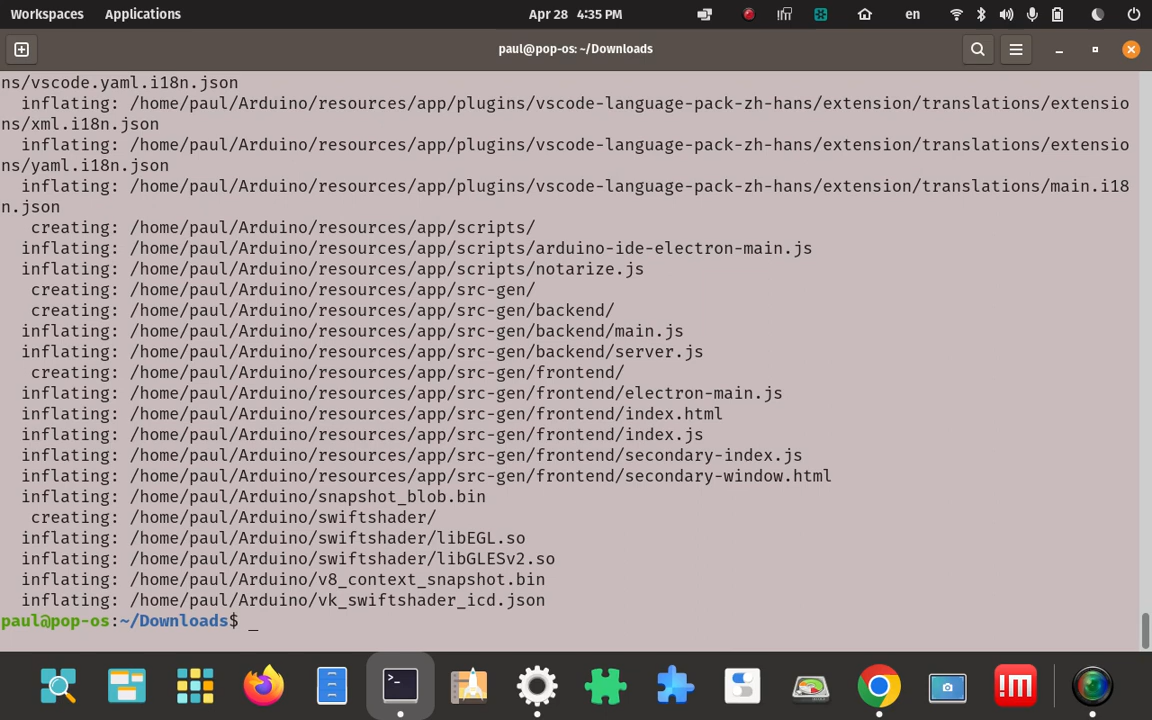 Workspaces Applications Apr 28 4:35 PM en
paul@pop-os: ~/Downloads
ns/vscode.yaml.i18n.json
inflating: /home/paul/Arduino/resources/app/plugins/vscode-language-pack-zh-hans/extension/translations/extensio
ns/xml.i18n.json
inflating: /home/paul/Arduino/resources/app/plugins/vscode-language-pack-zh-hans/extension/translations/extensio
ns/yaml.i18n.json
inflating: /home/paul/Arduino/resources/app/plugins/vscode-language-pack-zh-hans/extension/translations/main.i18
n.json
creating: /home/paul/Arduino/resources/app/scripts/
inflating: /home/paul/Arduino/resources/app/scripts/arduino-ide-electron-main.js
inflating: /home/paul/Arduino/resources/app/scripts/notarize.js
creating: /home/paul/Arduino/resources/app/src-gen/
creating: /home/paul/Arduino/resources/app/src-gen/backend/
inflating: /home/paul/Arduino/resources/app/src-gen/backend/main.js
inflating: /home/paul/Arduino/resources/app/src-gen/backend/server.js
creating: /home/paul/Arduino/resources/app/src-gen/frontend/
inflating: /home/paul/Arduino/resources/app/src-gen/frontend/electron-main.js
inflating: /home/paul/Arduino/resources/app/src-gen/frontend/index.html
inflating: /home/paul/Arduino/resources/app/src-gen/frontend/index.js
inflating: /home/paul/Arduino/resources/app/src-gen/frontend/secondary-index.js
inflating: /home/paul/Arduino/resources/app/src-gen/frontend/secondary-window.html
inflating: /home/paul/Arduino/snapshot_blob.bin
creating: /home/paul/Arduino/swiftshader/
inflating: /home/paul/Arduino/swiftshader/libEGL.so
inflating: /home/paul/Arduino/swiftshader/libGLESv2.so
inflating: /home/paul/Arduino/v8_context_snapshot.bin
inflating: /home/paul/Arduino/vk_swiftshader_icd.json
paul@pop-os:~/Downloads$ _
!M